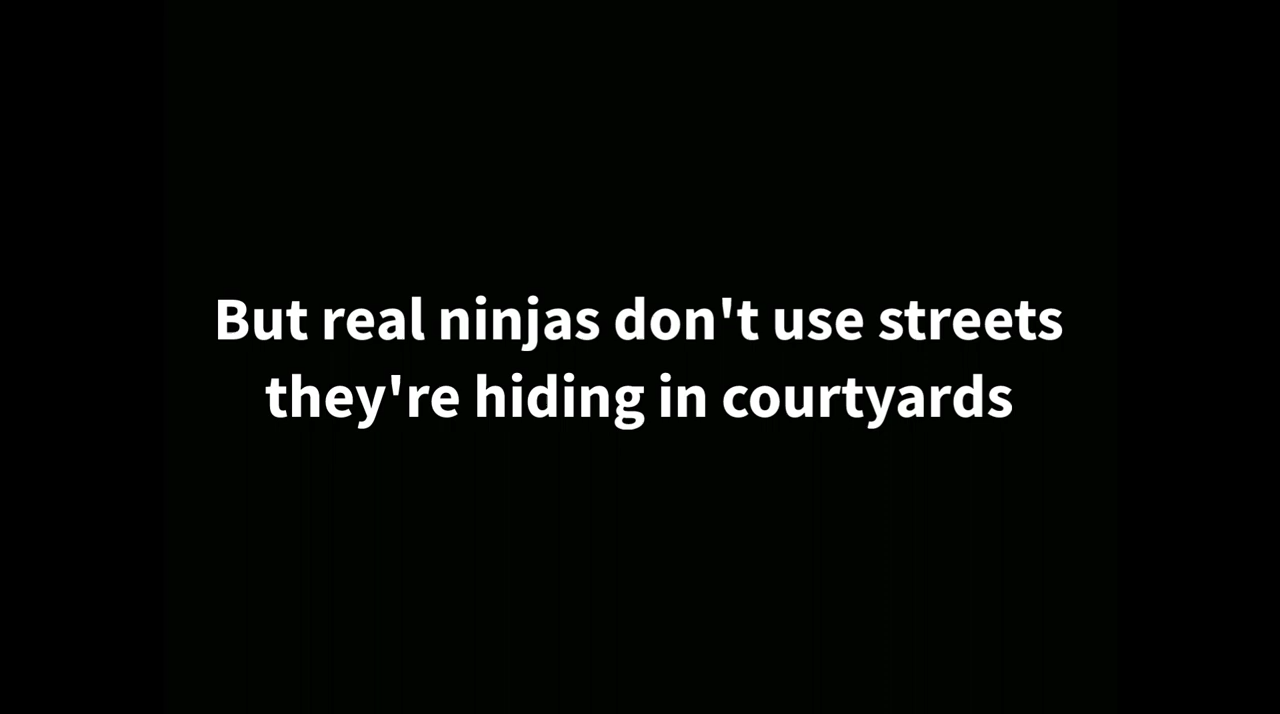 But real ninjas don't use streets
they're hiding in courtyards